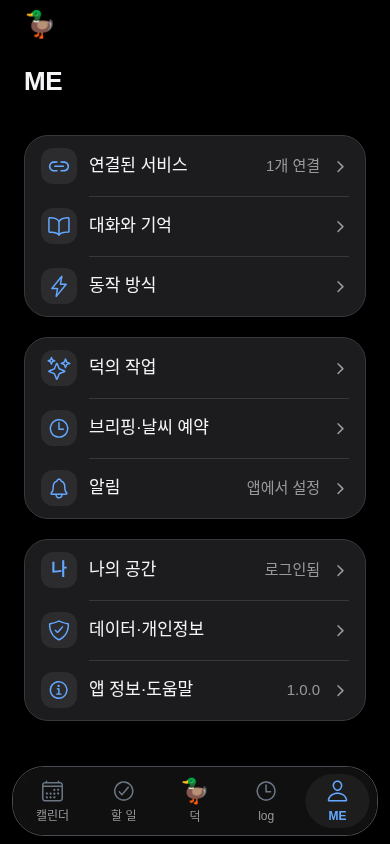 ME
연결된 서비스 1개 연결
대화와 기억
동작 방식
덕의 작업
브리핑·날씨 예약
알림 앱에서 설정
나 나의 공간 로그인됨
데이터·개인정보
앱 정보·도움말 1.0.0
캘린더 할 일 덕 log ME